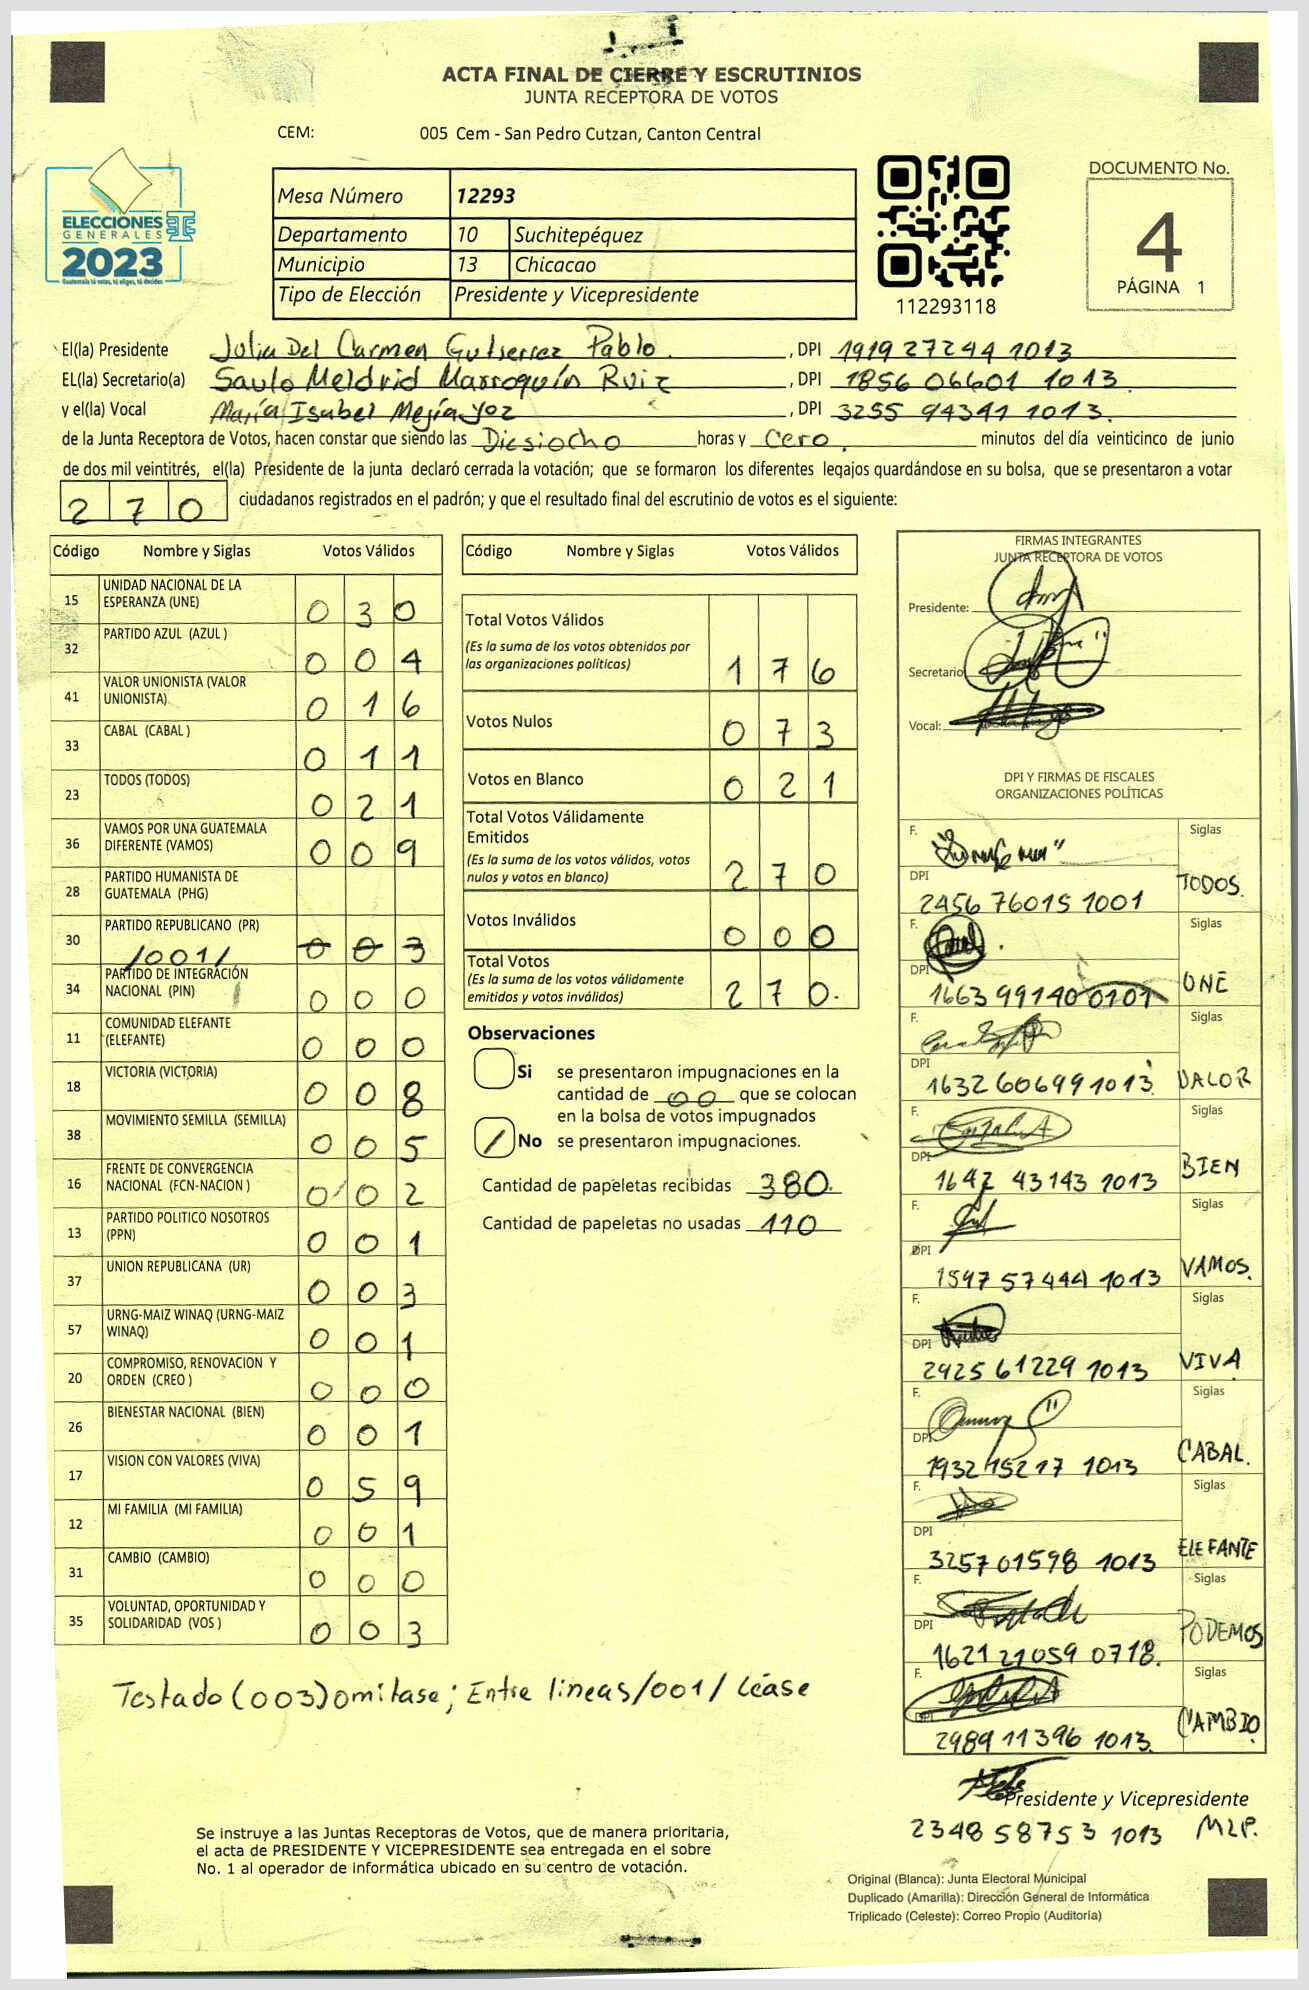 ACTA FINAL DE CIERRE Y ESCRUTINIOS
JUNTA RECEPTORA DE VOTOS
CEM: 005 Cem - San Pedro Cutzan, Canton Central
ELECCIONES
GENERALES
2023
Guatemala tú votas, tú eliges, tú decides
Mesa Número 12293
Departamento 10 Suchitepéquez
Municipio 13 Chicacao
Tipo de Elección Presidente y Vicepresidente
112293118
DOCUMENTO No.
4
PÁGINA 1
El(la) Presidente Julia Del Carmen Gutierrez Pablo. , DPI 1919 27244 1013
EL(la) Secretario(a) Saulo Meldrid Marroquín Ruiz , DPI 1856 06601 1013.
y el(la) Vocal María Isabel Mejía Yoz , DPI 3255 94341 1013.
de la Junta Receptora de Votos, hacen constar que siendo las Diesiocho horas y Cero. minutos del día veinticinco de junio
de dos mil veintitrés, el(la) Presidente de la junta declaró cerrada la votación; que se formaron los diferentes legajos quardándose en su bolsa, que se presentaron a votar
270 ciudadanos registrados en el padrón; y que el resultado final del escrutinio de votos es el siguiente:
Código Nombre y Siglas Votos Válidos
15 UNIDAD NACIONAL DE LA
ESPERANZA (UNE) 0 3 0
32 PARTIDO AZUL (AZUL ) 0 0 4
41 VALOR UNIONISTA (VALOR
UNIONISTA) 0 1 6
33 CABAL (CABAL ) 0 1 1
23 TODOS (TODOS) 0 2 1
36 VAMOS POR UNA GUATEMALA
DIFERENTE (VAMOS) 0 0 9
28 PARTIDO HUMANISTA DE
GUATEMALA (PHG)
30 PARTIDO REPUBLICANO (PR) 0 0 3
/001/
34 PARTIDO DE INTEGRACIÓN
NACIONAL (PIN) 0 0 0
11 COMUNIDAD ELEFANTE
(ELEFANTE) 0 0 0
18 VICTORIA (VICTORIA) 0 0 8
38 MOVIMIENTO SEMILLA (SEMILLA) 0 0 5
16 FRENTE DE CONVERGENCIA
NACIONAL (FCN-NACION ) 0 0 2
13 PARTIDO POLITICO NOSOTROS
(PPN) 0 0 1
37 UNION REPUBLICANA (UR) 0 0 3
57 URNG-MAIZ WINAQ (URNG-MAIZ
WINAQ) 0 0 1
20 COMPROMISO, RENOVACION Y
ORDEN (CREO ) 0 0 0
26 BIENESTAR NACIONAL (BIEN) 0 0 1
17 VISION CON VALORES (VIVA) 0 5 9
12 MI FAMILIA (MI FAMILIA) 0 0 1
31 CAMBIO (CAMBIO) 0 0 0
35 VOLUNTAD, OPORTUNIDAD Y
SOLIDARIDAD (VOS ) 0 0 3
Testado (003) omitase; Entre lineas/001/ Léase
Código Nombre y Siglas Votos Válidos
Total Votos Válidos
(Es la suma de los votos obtenidos por
las organizaciones políticas) 1 7 6
Votos Nulos 0 7 3
Votos en Blanco 0 2 1
Total Votos Válidamente
Emitidos
(Es la suma de los votos válidos, votos
nulos y votos en blanco) 2 7 0
Votos Inválidos 0 0 0
Total Votos
(Es la suma de los votos válidamente
emitidos y votos inválidos) 2 7 0.
Observaciones
Si se presentaron impugnaciones en la
cantidad de 00 que se colocan
en la bolsa de votos impugnados
/ No se presentaron impugnaciones.
Cantidad de papeletas recibidas 380.
Cantidad de papeletas no usadas 110
FIRMAS INTEGRANTES
JUNTA RECEPTORA DE VOTOS
Presidente:
Secretario
Vocal:
DPI Y FIRMAS DE FISCALES
ORGANIZACIONES POLÍTICAS
F. Siglas
DPI 2456 76015 1001 TODOS.
F. Siglas
DPI 1663 99140 0101 UNE
F. Siglas
DPI 1632 60699 1013 VALOR
F. Siglas
DPI 1642 43143 1013 BIEN
F. Siglas
DPI 1597 57444 1013 VAMOS.
F. Siglas
DPI 2925 61229 1013 VIVA
F. Siglas
DPI 1932 15217 1013 CABAL.
F. Siglas
DPI 3257 01598 1013 ELEFANTE
F. Siglas
DPI 1621 21059 0718. PODEMOS
F. Siglas
DPI 2989 11396 1013. CAMBIO
Presidente y Vicepresidente
2348 58753 1013 MLP.
Se instruye a las Juntas Receptoras de Votos, que de manera prioritaria,
el acta de PRESIDENTE Y VICEPRESIDENTE sea entregada en el sobre
No. 1 al operador de informática ubicado en su centro de votación.
Original (Blanca): Junta Electoral Municipal
Duplicado (Amarilla): Dirección General de Informática
Triplicado (Celeste): Correo Propio (Auditoría)